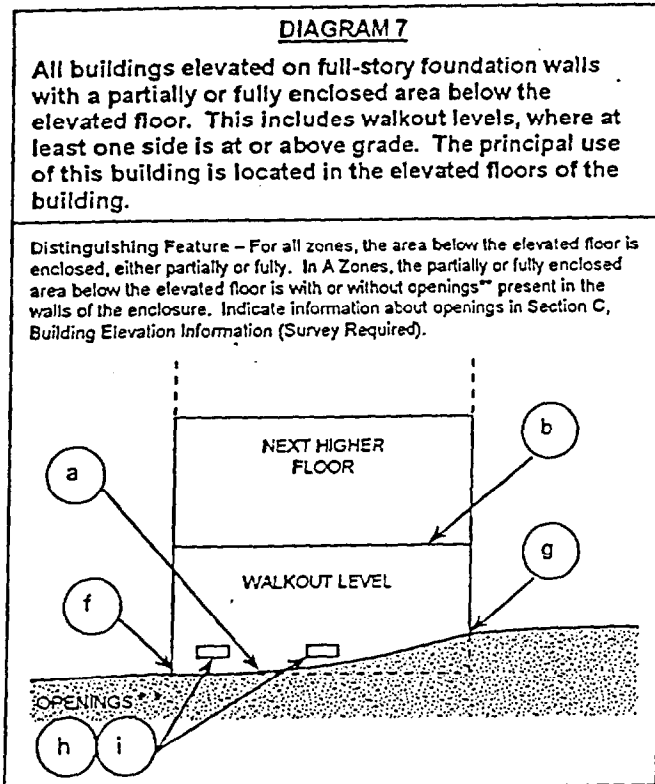 DIAGRAM 7
All buildings elevated on full-story foundation walls
with a partially or fully enclosed area below the
elevated floor. This includes walkout levels, where at
least one side is at or above grade. The principal use
of this building is located in the elevated floors of the
building.
Distinguishing Feature – For all zones, the area below the elevated floor is
enclosed, either partially or fully. In A Zones, the partially or fully enclosed
area below the elevated floor is with or without openings** present in the
walls of the enclosure. Indicate information about openings in Section C,
Building Elevation Information (Survey Required).
NEXT HIGHER
FLOOR
b
a
g
WALKOUT LEVEL
f
OPENINGS**
h i